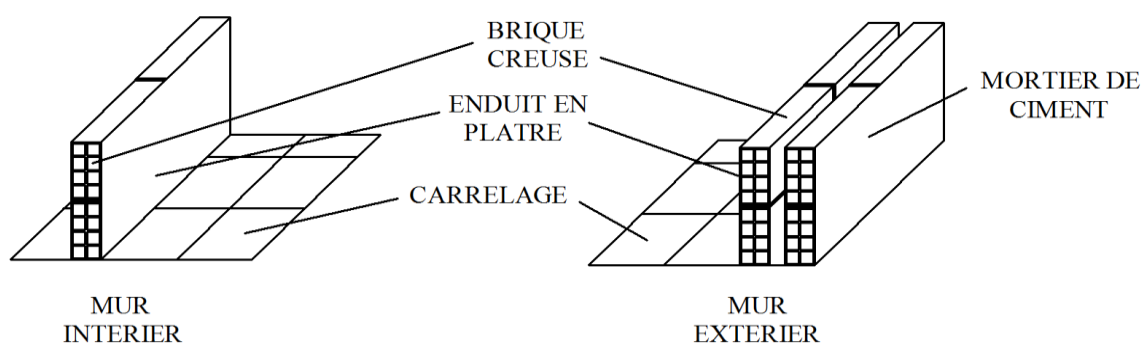 BRIQUE
CREUSE
ENDUIT EN
PLATRE
CARRELAGE
MORTIER DE
CIMENT
MUR
INTERIER
MUR
EXTERIER